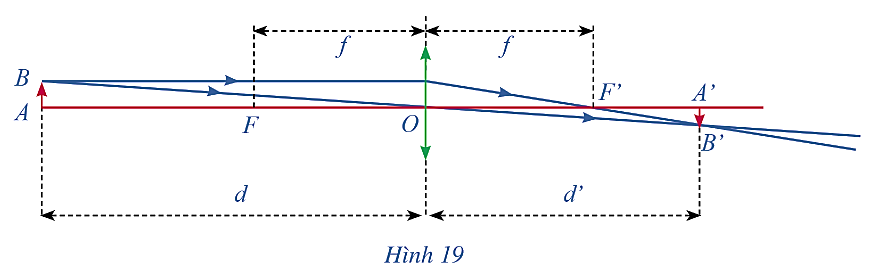 f f
B F’ A’
A F O B’
d d’
Hình 19